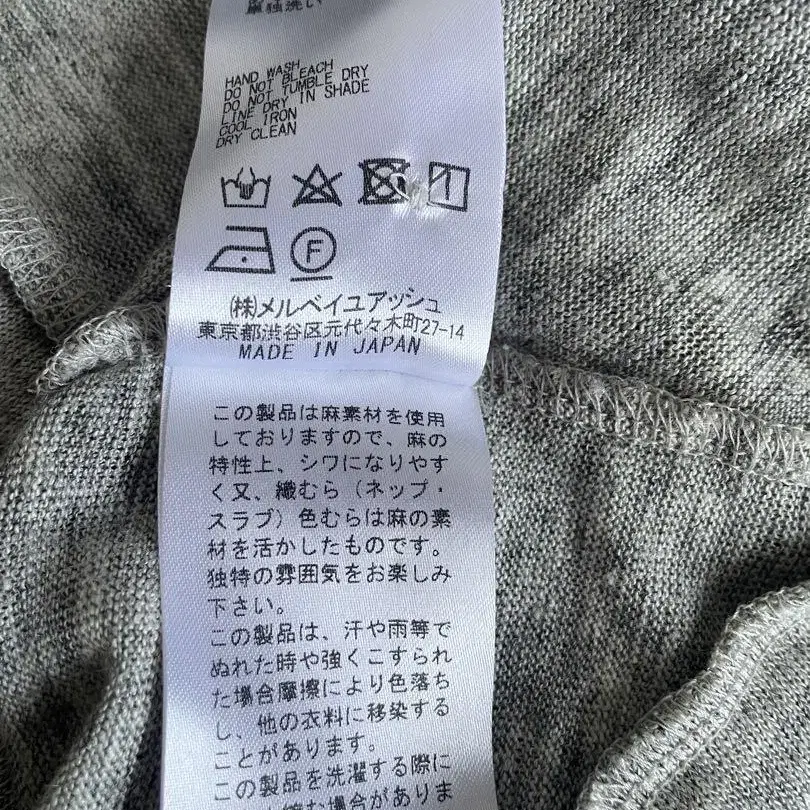 単独洗い
HAND WASH
DO NOT BLEACH
DO NOT TUMBLE DRY
LINE DRY IN SHADE
COOL IRON
DRY CLEAN
F
(株)メルベイユアッシュ
東京都渋谷区元代々木町27-14
MADE IN JAPAN
この製品は麻素材を使用
しておりますので、麻の
特性上、シワになりやす
く又、織むら（ネップ・
スラブ）色むらは麻の素
材を活かしたものです。
独特の雰囲気をお楽しみ
下さい。
この製品は、汗や雨等で
ぬれた時や強くこすられ
た場合摩擦により色落ち
し、他の衣料に移染する
ことがあります。
この製品を洗濯する際に